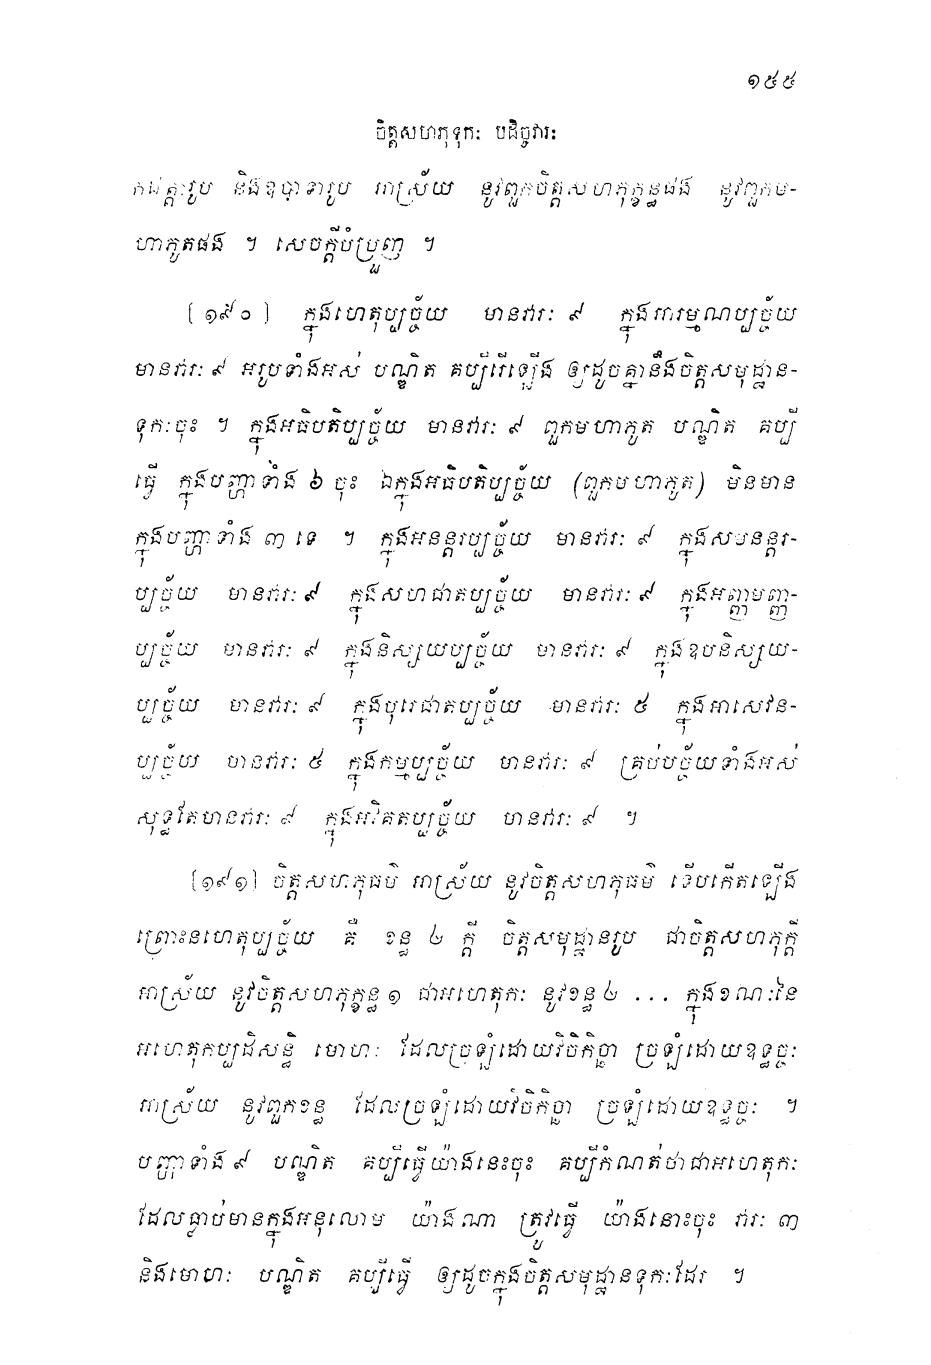 ១៥៥
ចិត្តសហភុទុកៈ បដិច្ចវារៈ
កដត្តារូប និងឧបាទារូប អាស្រ័យ នូវពួកចិត្តសហភុក្ខន្ធផង នូវពួកម-
ហាភូតផង ។ សេចក្តីបំប្រួញ ។
[១៩០] ក្នុងហេតុប្បច្ច័យ មានវារៈ ៩ ក្នុងអារម្មណប្បច្ច័យ
មានវារៈ ៩ អរូបទាំងអស់ បណ្ឌិត គប្បីរើឡើង ឲ្យដូចគ្នានឹងចិត្តសមុដ្ឋាន-
ទុកៈចុះ ។ ក្នុងអធិបតិប្បច្ច័យ មានវារៈ ៩ ពួកមហាភូត បណ្ឌិត គប្បី
ធ្វើ ក្នុងបញ្ហាទាំង ៦ ចុះ ឯក្នុងអធិបតិប្បច្ច័យ (ពួកមហាភូត) មិនមាន
ក្នុងបញ្ហាទាំង ៣ ទេ ។ ក្នុងអនន្តរប្បច្ច័យ មានវារៈ ៩ ក្នុងសមនន្តរ-
ប្បច្ច័យ មានវារៈ ៩ ក្នុងសហជាតប្បច្ច័យ មានវារៈ ៩ ក្នុងអញ្ញមញ្ញ-
ប្បច្ច័យ មានវារៈ ៩ ក្នុងនិស្សយប្បច្ច័យ មានវារៈ ៩ ក្នុងឧបនិស្សយ-
ប្បច្ច័យ មានវារៈ ៩ ក្នុងបុរេជាតប្បច្ច័យ មានវារៈ ៥ ក្នុងអាសេវន-
ប្បច្ច័យ មានវារៈ ៥ ក្នុងកម្មប្បច្ច័យ មានវារៈ ៩ គ្រប់បច្ច័យទាំងអស់
សុទ្ធតែមានវារៈ ៩ ក្នុងអវិគតប្បច្ច័យ មានវារៈ ៩ ។
[១៩១] ចិត្តសហភុធម៌ អាស្រ័យ នូវចិត្តសហភុធម៌ ទើបកើតឡើង
ព្រោះនហេតុប្បច្ច័យ គឺ ខន្ធ ៤ ក្តី ចិត្តសមុដ្ឋានរូប ជាចិត្តសហភុក្តី
អាស្រ័យ នូវចិត្តសហភុក្ខន្ធ ១ ជាអហេតុកៈ នូវខន្ធ ៤ ... ក្នុងខណៈនៃ
អហេតុកប្បដិសន្ធិ មោហៈ ដែលច្រឡំដោយវិចិកិច្ឆា ច្រឡំដោយឧទ្ធច្ចៈ
អាស្រ័យ នូវពួកខន្ធ ដែលច្រឡំដោយវិចិកិច្ឆា ច្រឡំដោយឧទ្ធច្ចៈ ។
បញ្ហាទាំង ៩ បណ្ឌិត គប្បីធ្វើយ៉ាងនេះចុះ គប្បីកំណត់ថាជាអហេតុកៈ
ដែលធ្លាប់មានក្នុងអនុលោម យ៉ាងណា ត្រូវធ្វើ យ៉ាងនោះចុះ វារៈ ៣
និងមោហៈ បណ្ឌិត គប្បីធ្វើ ឲ្យដូចក្នុងចិត្តសមុដ្ឋានទុកៈដែរ ។